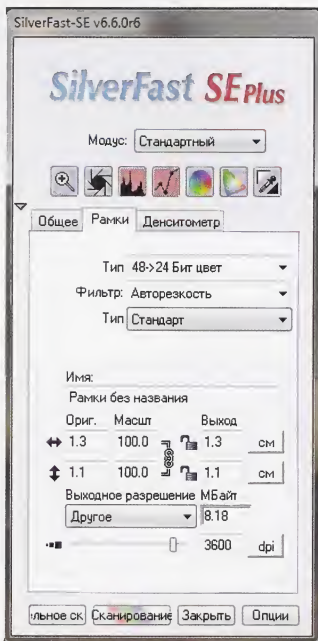 SilverFast-SE v6.6.0r6
SilverFast SEPlus
Модус: Стандартный
Общее Рамки Денситометр
Тип 48->24 Бит цвет
Фильтр: Авторезкость
Тип Стандарт
Имя:
Рамки без названия
Ориг. Масшт Выход
1.3 100.0 1.3 см
1.1 100.0 1.1 см
Выходное разрешение МБайт
Другое 8.18
3600 dpi
льное ск Сканирование Закрыть Опции